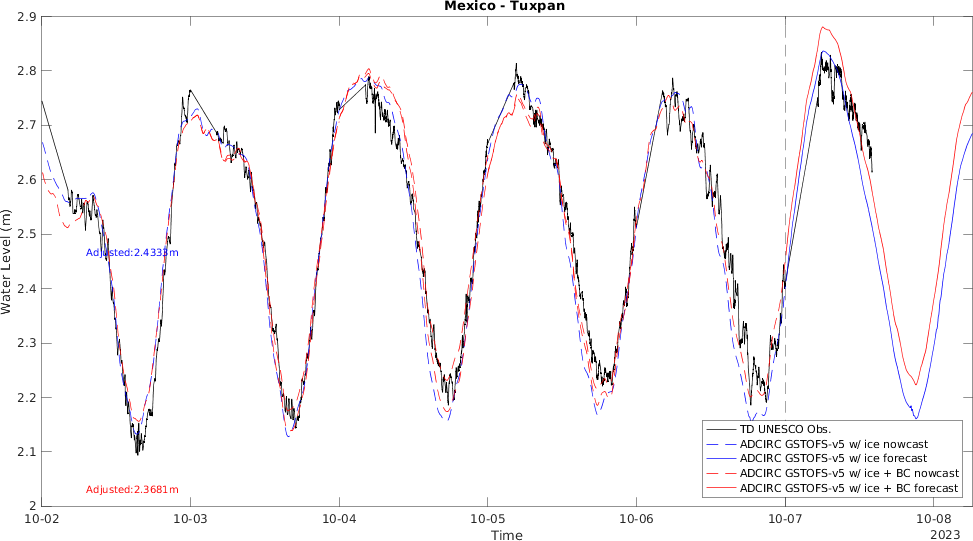 Mexico - Tuxpan
2.9
2.8
2.7
2.6
2.5
2.4
2.3
2.2
2.1
2
Water Level (m)
Adjusted:2.4333m
Adjusted:2.3681m
TD UNESCO Obs.
ADCIRC GSTOFS-v5 w/ ice nowcast
ADCIRC GSTOFS-v5 w/ ice forecast
ADCIRC GSTOFS-v5 w/ ice + BC nowcast
ADCIRC GSTOFS-v5 w/ ice + BC forecast
10-02 10-03 10-04 10-05 10-06 10-07 10-08
Time
2023